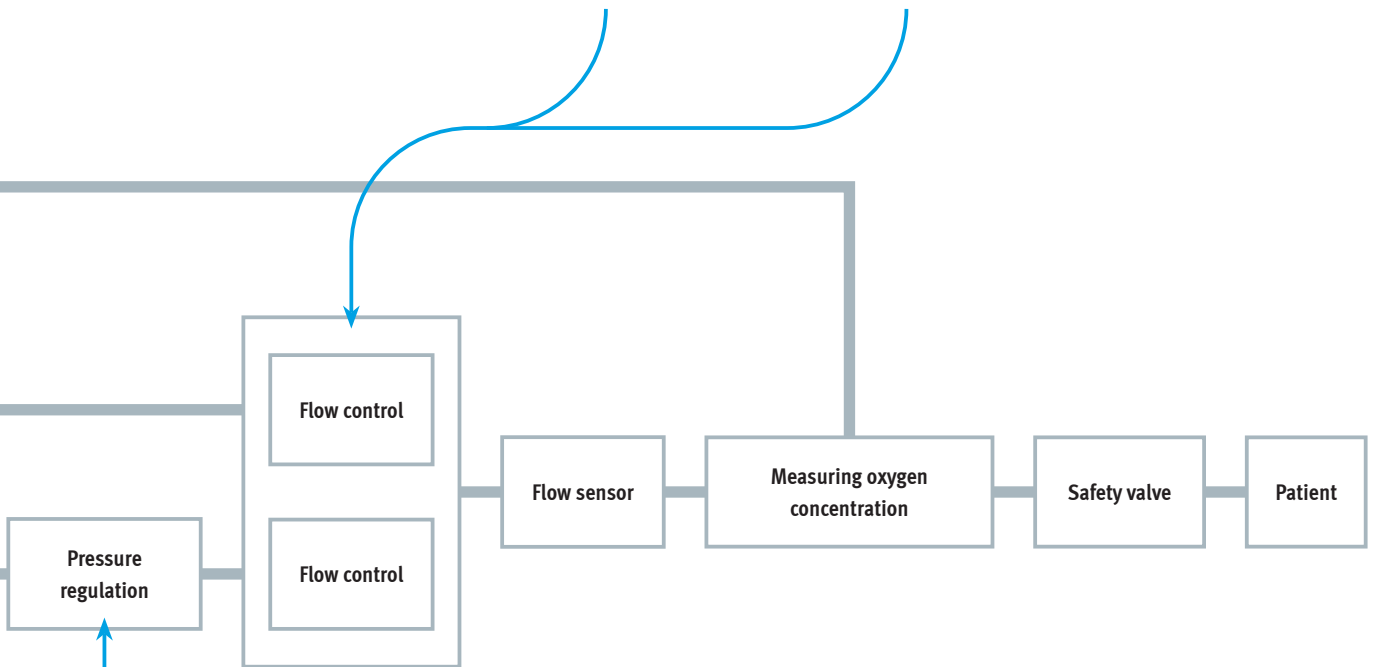 Flow control
Flow sensor
Measuring oxygen
concentration
Safety valve
Patient
Pressure
regulation
Flow control